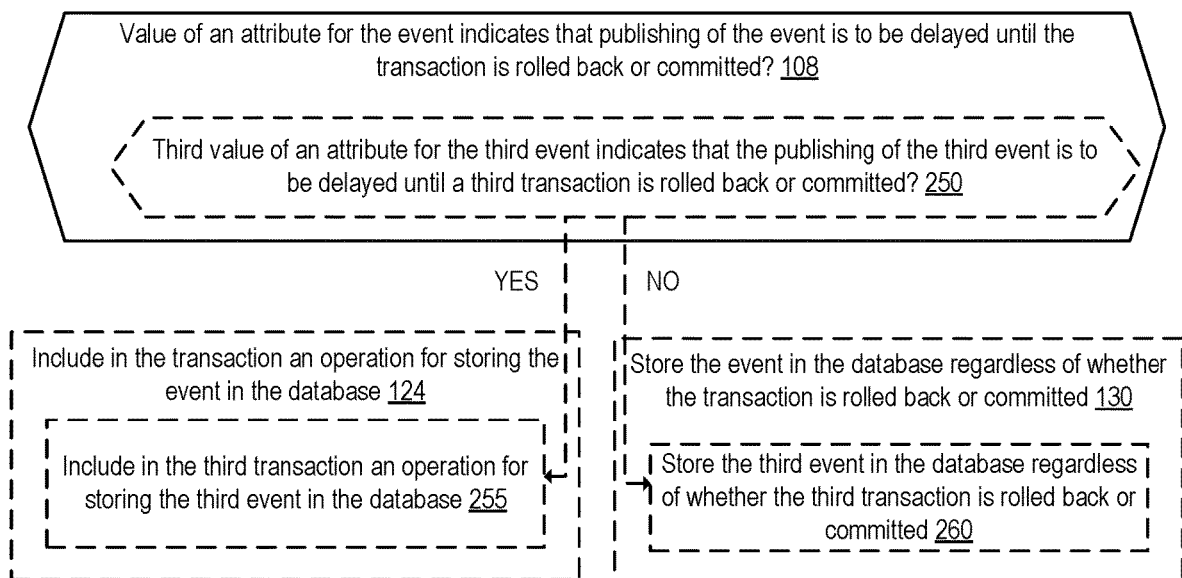 Value of an attribute for the event indicates that publishing of the event is to be delayed until the
transaction is rolled back or committed? 108
Third value of an attribute for the third event indicates that the publishing of the third event is to
be delayed until a third transaction is rolled back or committed? 250
YES
NO
Include in the transaction an operation for storing the
event in the database 124
Include in the third transaction an operation for
storing the third event in the database 255
Store the event in the database regardless of whether
the transaction is rolled back or committed 130
Store the third event in the database regardless
of whether the third transaction is rolled back or
committed 260